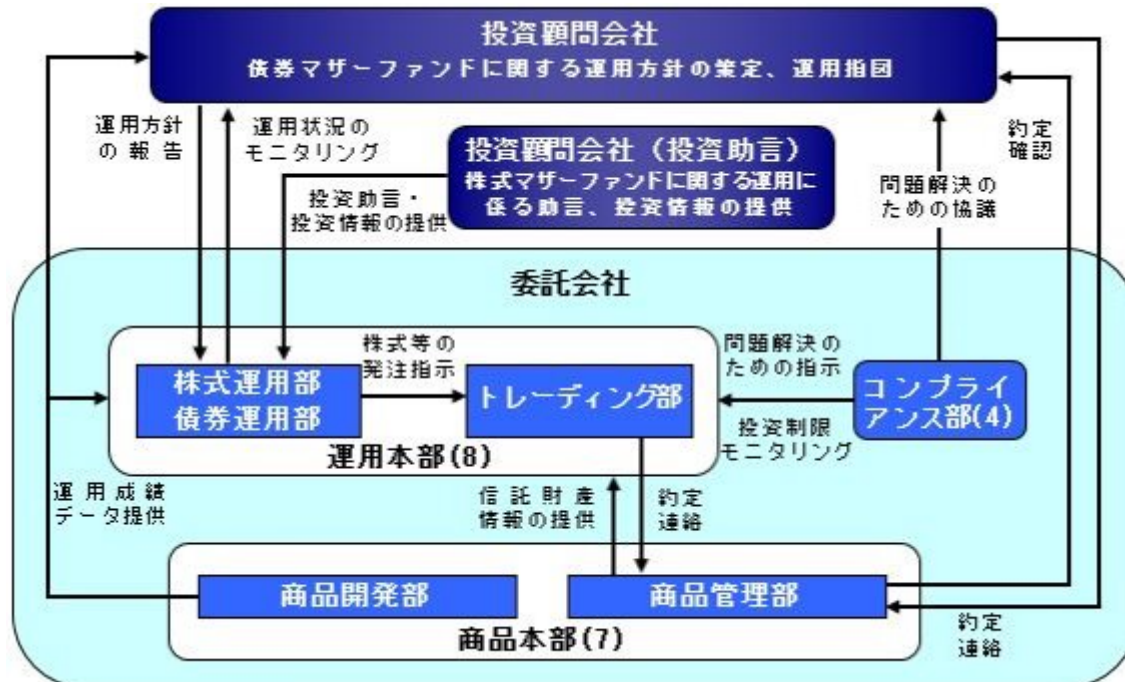 投資顧問会社
債券マザーファンドに関する運用方針の策定、運用指図
運用方針
の報告
運用状況の
モニタリング
投資顧問会社（投資助言）
株式マザーファンドに関する運用に
係る助言、投資情報の提供
約定
確認
問題解決の
ための協議
投資助言・
投資情報の提供
委託会社
株式等の
発注指示
問題解決の
ための指示
株式運用部
債券運用部
トレーディング部
コンプライ
アンス部(4)
投資制限
モニタリング
運用本部(8)
運用成績
データ提供
信託財産
情報の提供
約定
連絡
商品開発部
商品管理部
商品本部(7)
約定
連絡